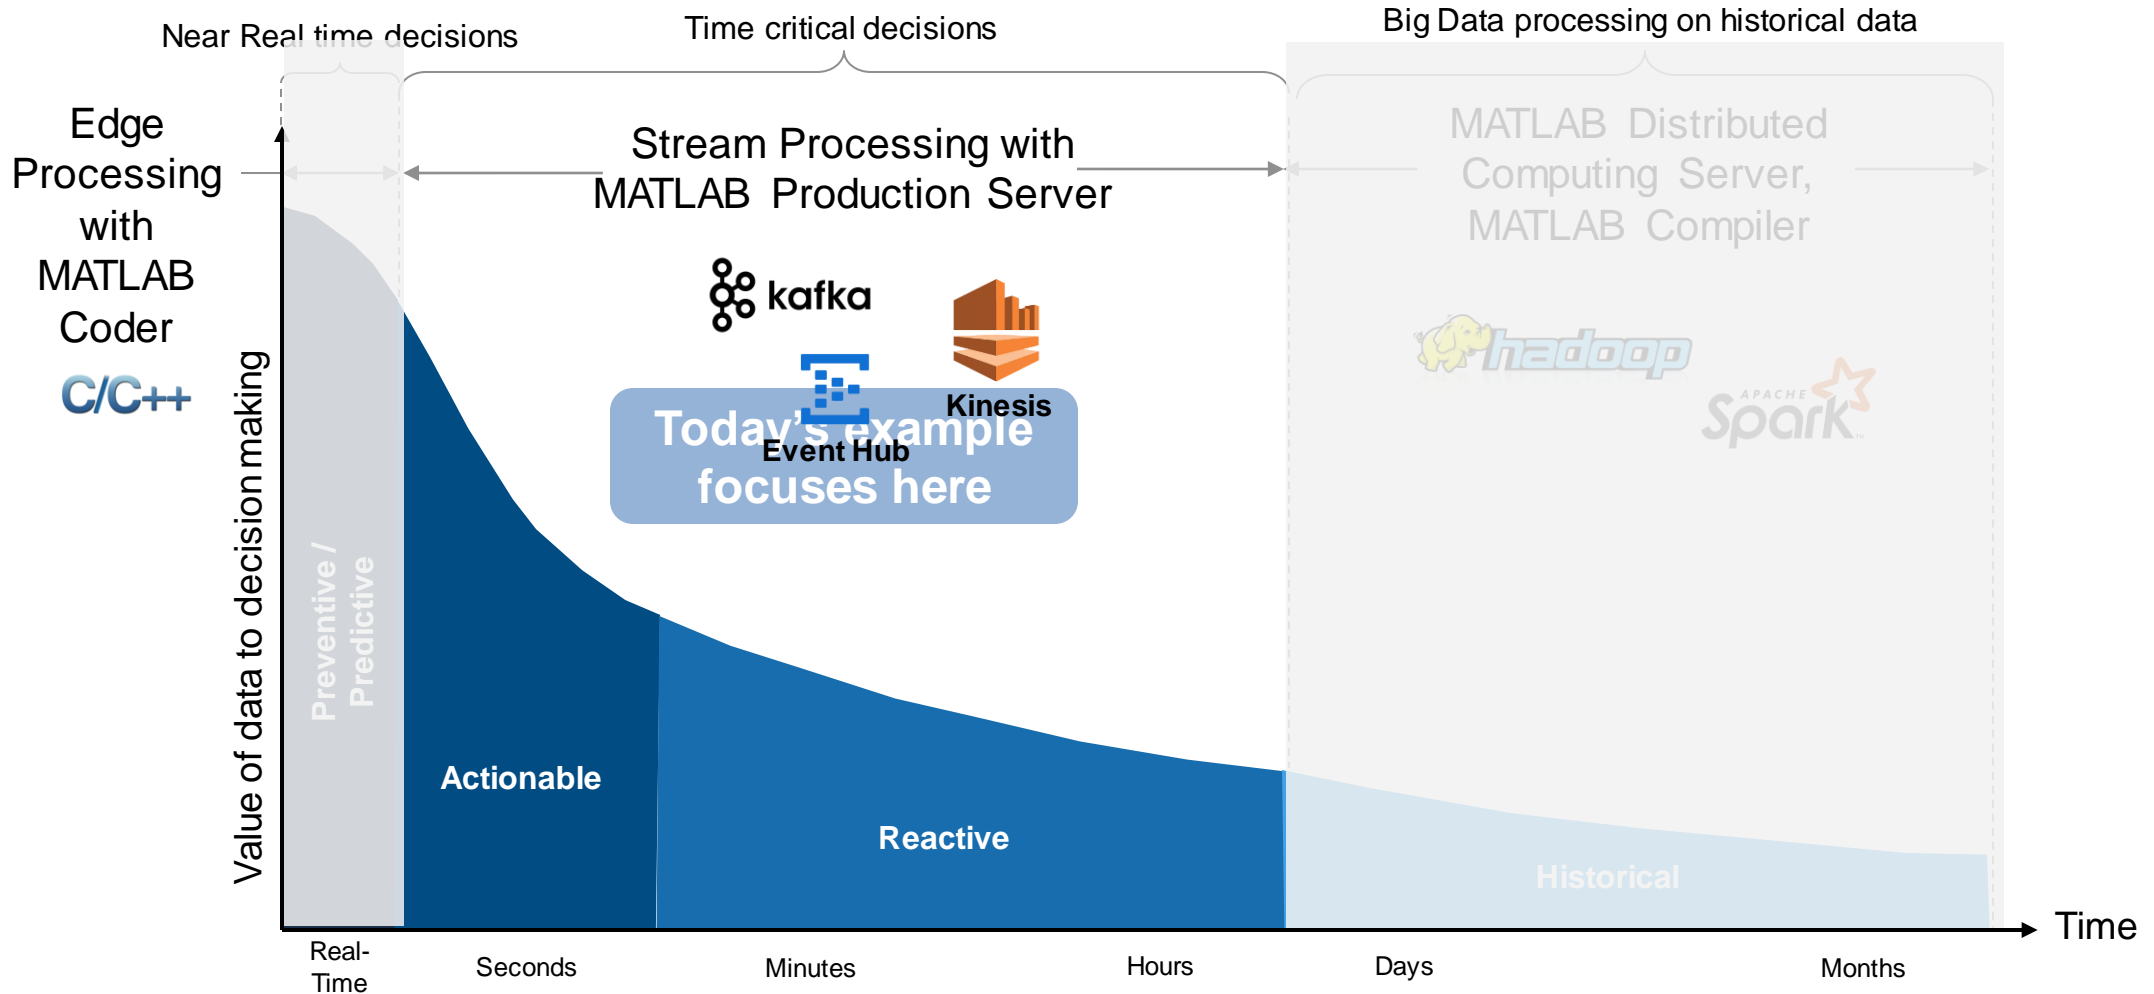 Near Real time decisions
Time critical decisions
Big Data processing on historical data
Edge
Processing
with
MATLAB
Coder
C/C++
Stream Processing with
MATLAB Production Server
MATLAB Distributed
Computing Server,
MATLAB Compiler
kafka
Kinesis
Event Hub
Today's example
focuses here
hadoop
APACHE
Spark
Value of data to decision making
Preventive /
Predictive
Actionable
Reactive
Historical
Time
Real-
Time
Seconds
Minutes
Hours
Days
Months